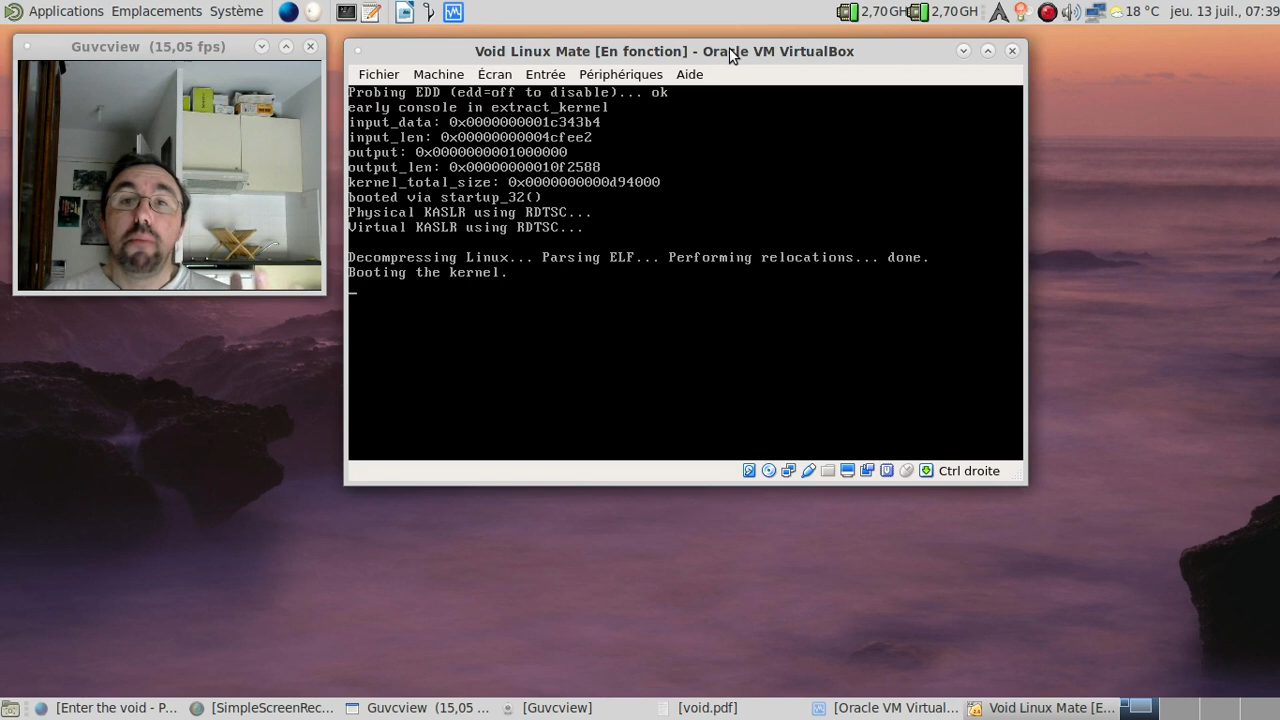 Applications Emplacements Système
2,70 GH 2,70 GH 18 °C jeu. 13 juil., 07:39
Guvcview (15,05 fps)
Void Linux Mate [En fonction] - Oracle VM VirtualBox
Fichier Machine Écran Entrée Périphériques Aide
Probing EDD (edd=off to disable)... ok
early console in extract_kernel
input_data: 0x0000000001c343b4
input_len: 0x00000000004cfee2
output: 0x0000000001000000
output_len: 0x00000000010f2588
kernel_total_size: 0x0000000000d94000
booted via startup_32()
Physical KASLR using RDTSC...
Virtual KASLR using RDTSC...
Decompressing Linux... Parsing ELF... Performing relocations... done.
Booting the kernel.
Ctrl droite
[Enter the void - P... [SimpleScreenRec... Guvcview (15,05 ... [Guvcview] [void.pdf] [Oracle VM Virtual... Void Linux Mate [E...